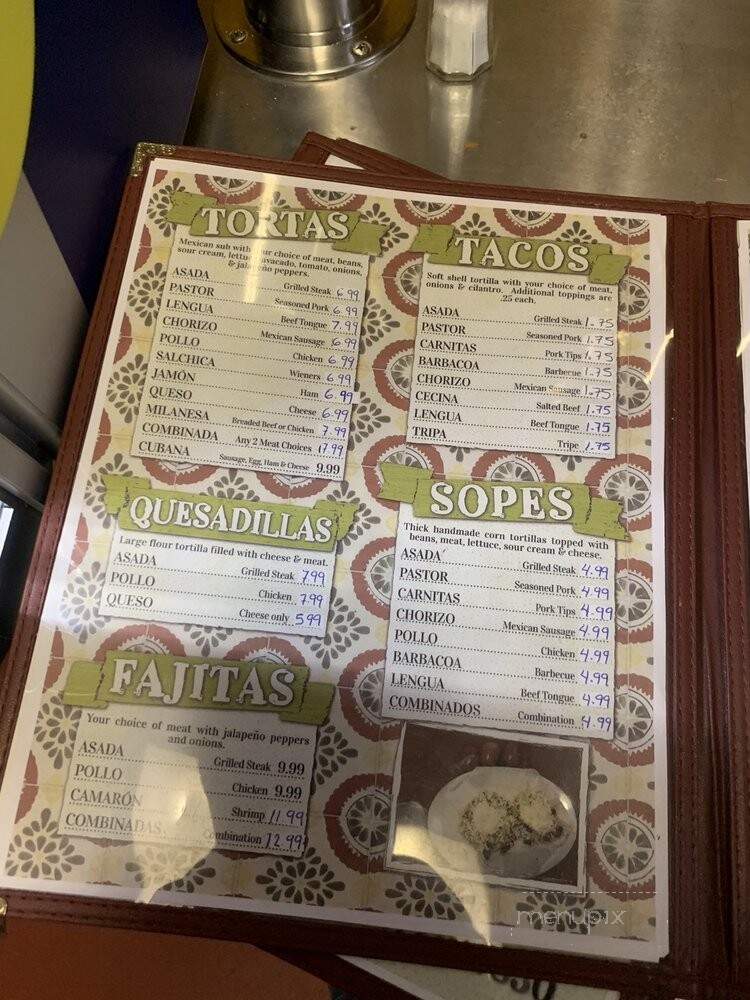 TORTAS
Mexican sub with your choice of meat, beans,
sour cream, lettuce, avacado, tomato, onions,
& jalapeño peppers.
ASADA Grilled Steak 6.99
PASTOR Seasoned Pork 6.99
LENGUA Beef Tongue 7.99
CHORIZO Mexican Sausage 6.99
POLLO Chicken 6.99
SALCHICA Wieners 6.99
JAMÓN Ham 6.99
QUESO Cheese 6.99
MILANESA Breaded Beef or Chicken 7.99
COMBINADA Any 2 Meat Choices 17.99
CUBANA Sausage, Egg, Ham & Cheese 9.99
QUESADILLAS
Large flour tortilla filled with cheese & meat.
ASADA Grilled Steak 7.99
POLLO Chicken 7.99
QUESO Cheese only 5.99
FAJITAS
Your choice of meat with jalapeño peppers
and onions.
ASADA Grilled Steak 9.99
POLLO Chicken 9.99
CAMARÓN Shrimp 11.99
COMBINADAS Combination 12.99
TACOS
Soft shell tortilla with your choice of meat,
onions & cilantro. Additional toppings are
.25 each.
ASADA Grilled Steak 1.75
PASTOR Seasoned Pork 1.75
CARNITAS Pork Tips 1.75
BARBACOA Barbecue 1.75
CHORIZO Mexican Sausage 1.75
CECINA Salted Beef 1.75
LENGUA Beef Tongue 1.75
TRIPA Tripe 1.75
SOPES
Thick handmade corn tortillas topped with
beans, meat, lettuce, sour cream & cheese.
ASADA Grilled Steak 4.99
PASTOR Seasoned Pork 4.99
CARNITAS Pork Tips 4.99
CHORIZO Mexican Sausage 4.99
POLLO Chicken 4.99
BARBACOA Barbecue 4.99
LENGUA Beef Tongue 4.99
COMBINADOS Combination 4.99
menupix